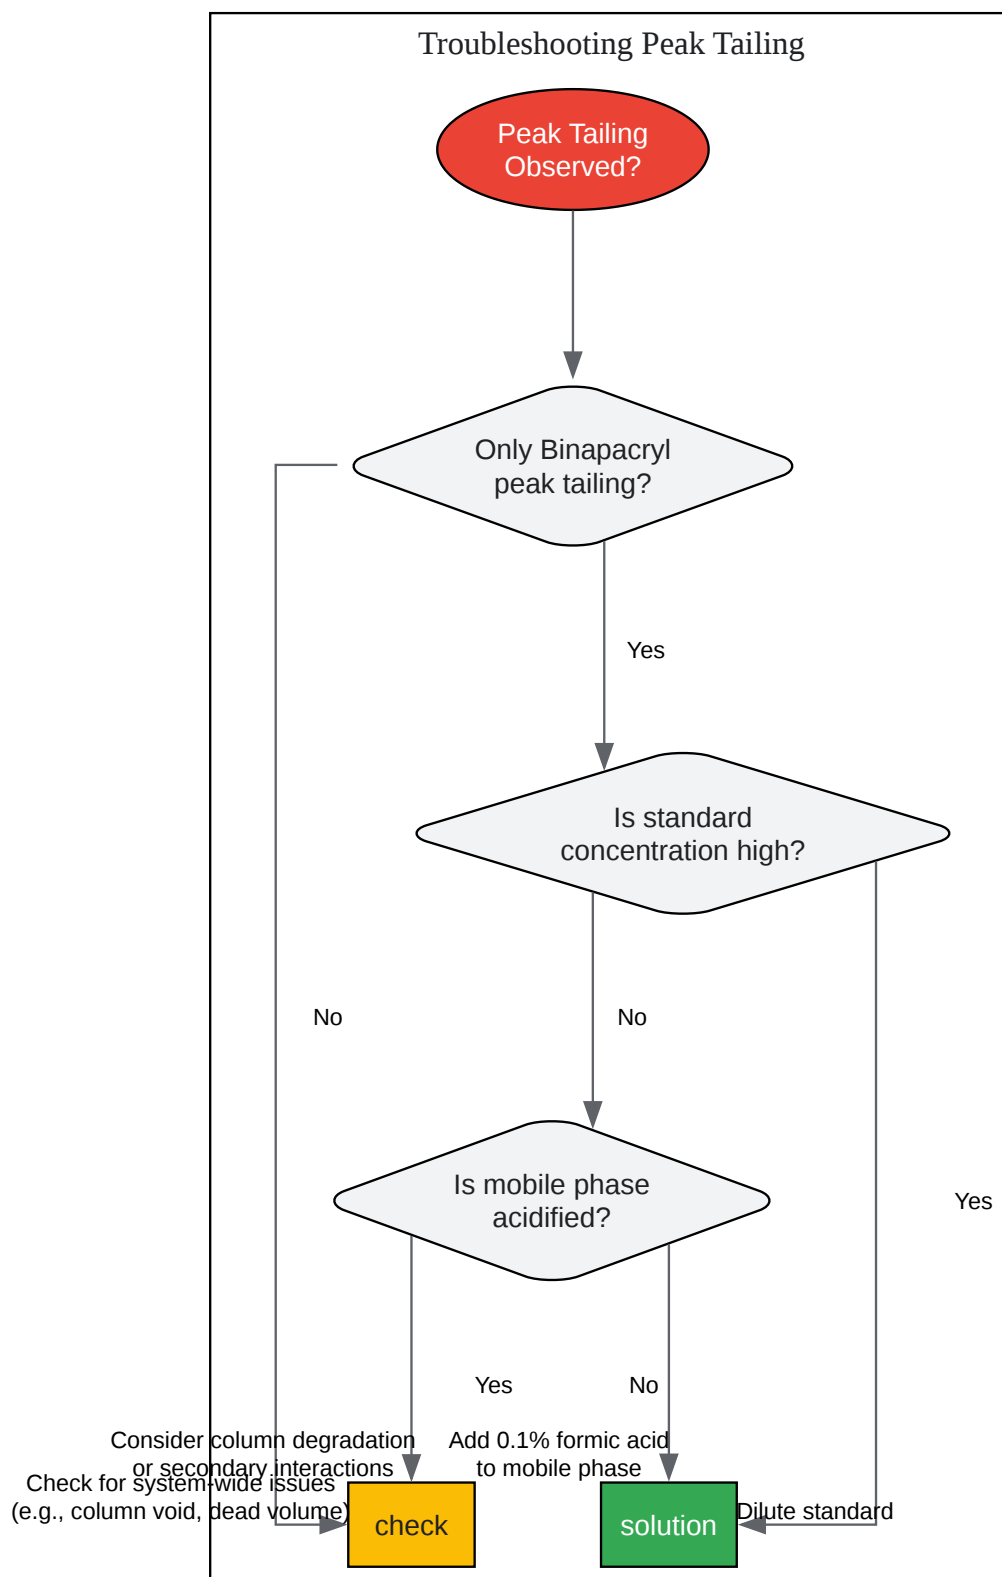 Troubleshooting Peak Tailing
Peak Tailing
Observed?
Only Binapacryl
peak tailing?
Yes
Is standard
concentration high?
No
No
Is mobile phase
acidified?
Yes
Yes
No
Consider column degradation
or secondary interactions
Add 0.1% formic acid
to mobile phase
Check for system-wide issues
(e.g., column void, dead volume)
check
solution
Dilute standard